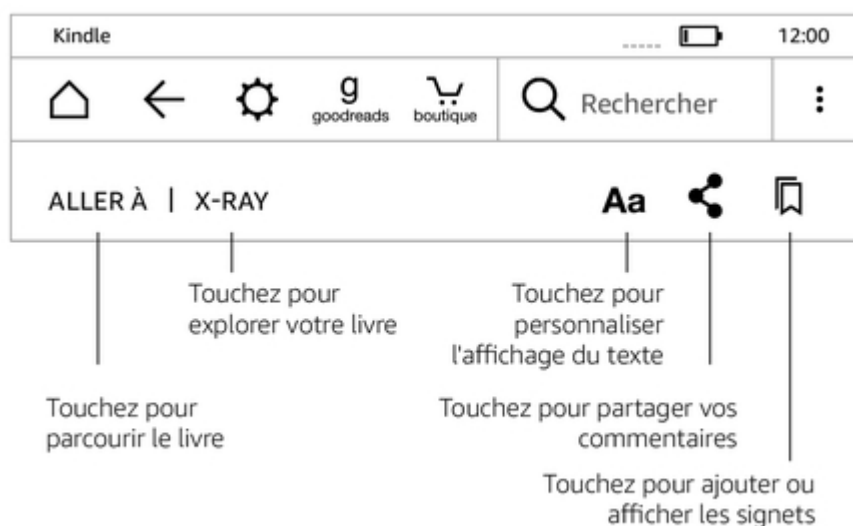 Kindle 12:00
g
goodreads boutique Rechercher
ALLER À | X-RAY Aa
Touchez pour
explorer votre livre
Touchez pour
personnaliser
l'affichage du texte
Touchez pour
parcourir le livre
Touchez pour partager vos
commentaires
Touchez pour ajouter ou
afficher les signets